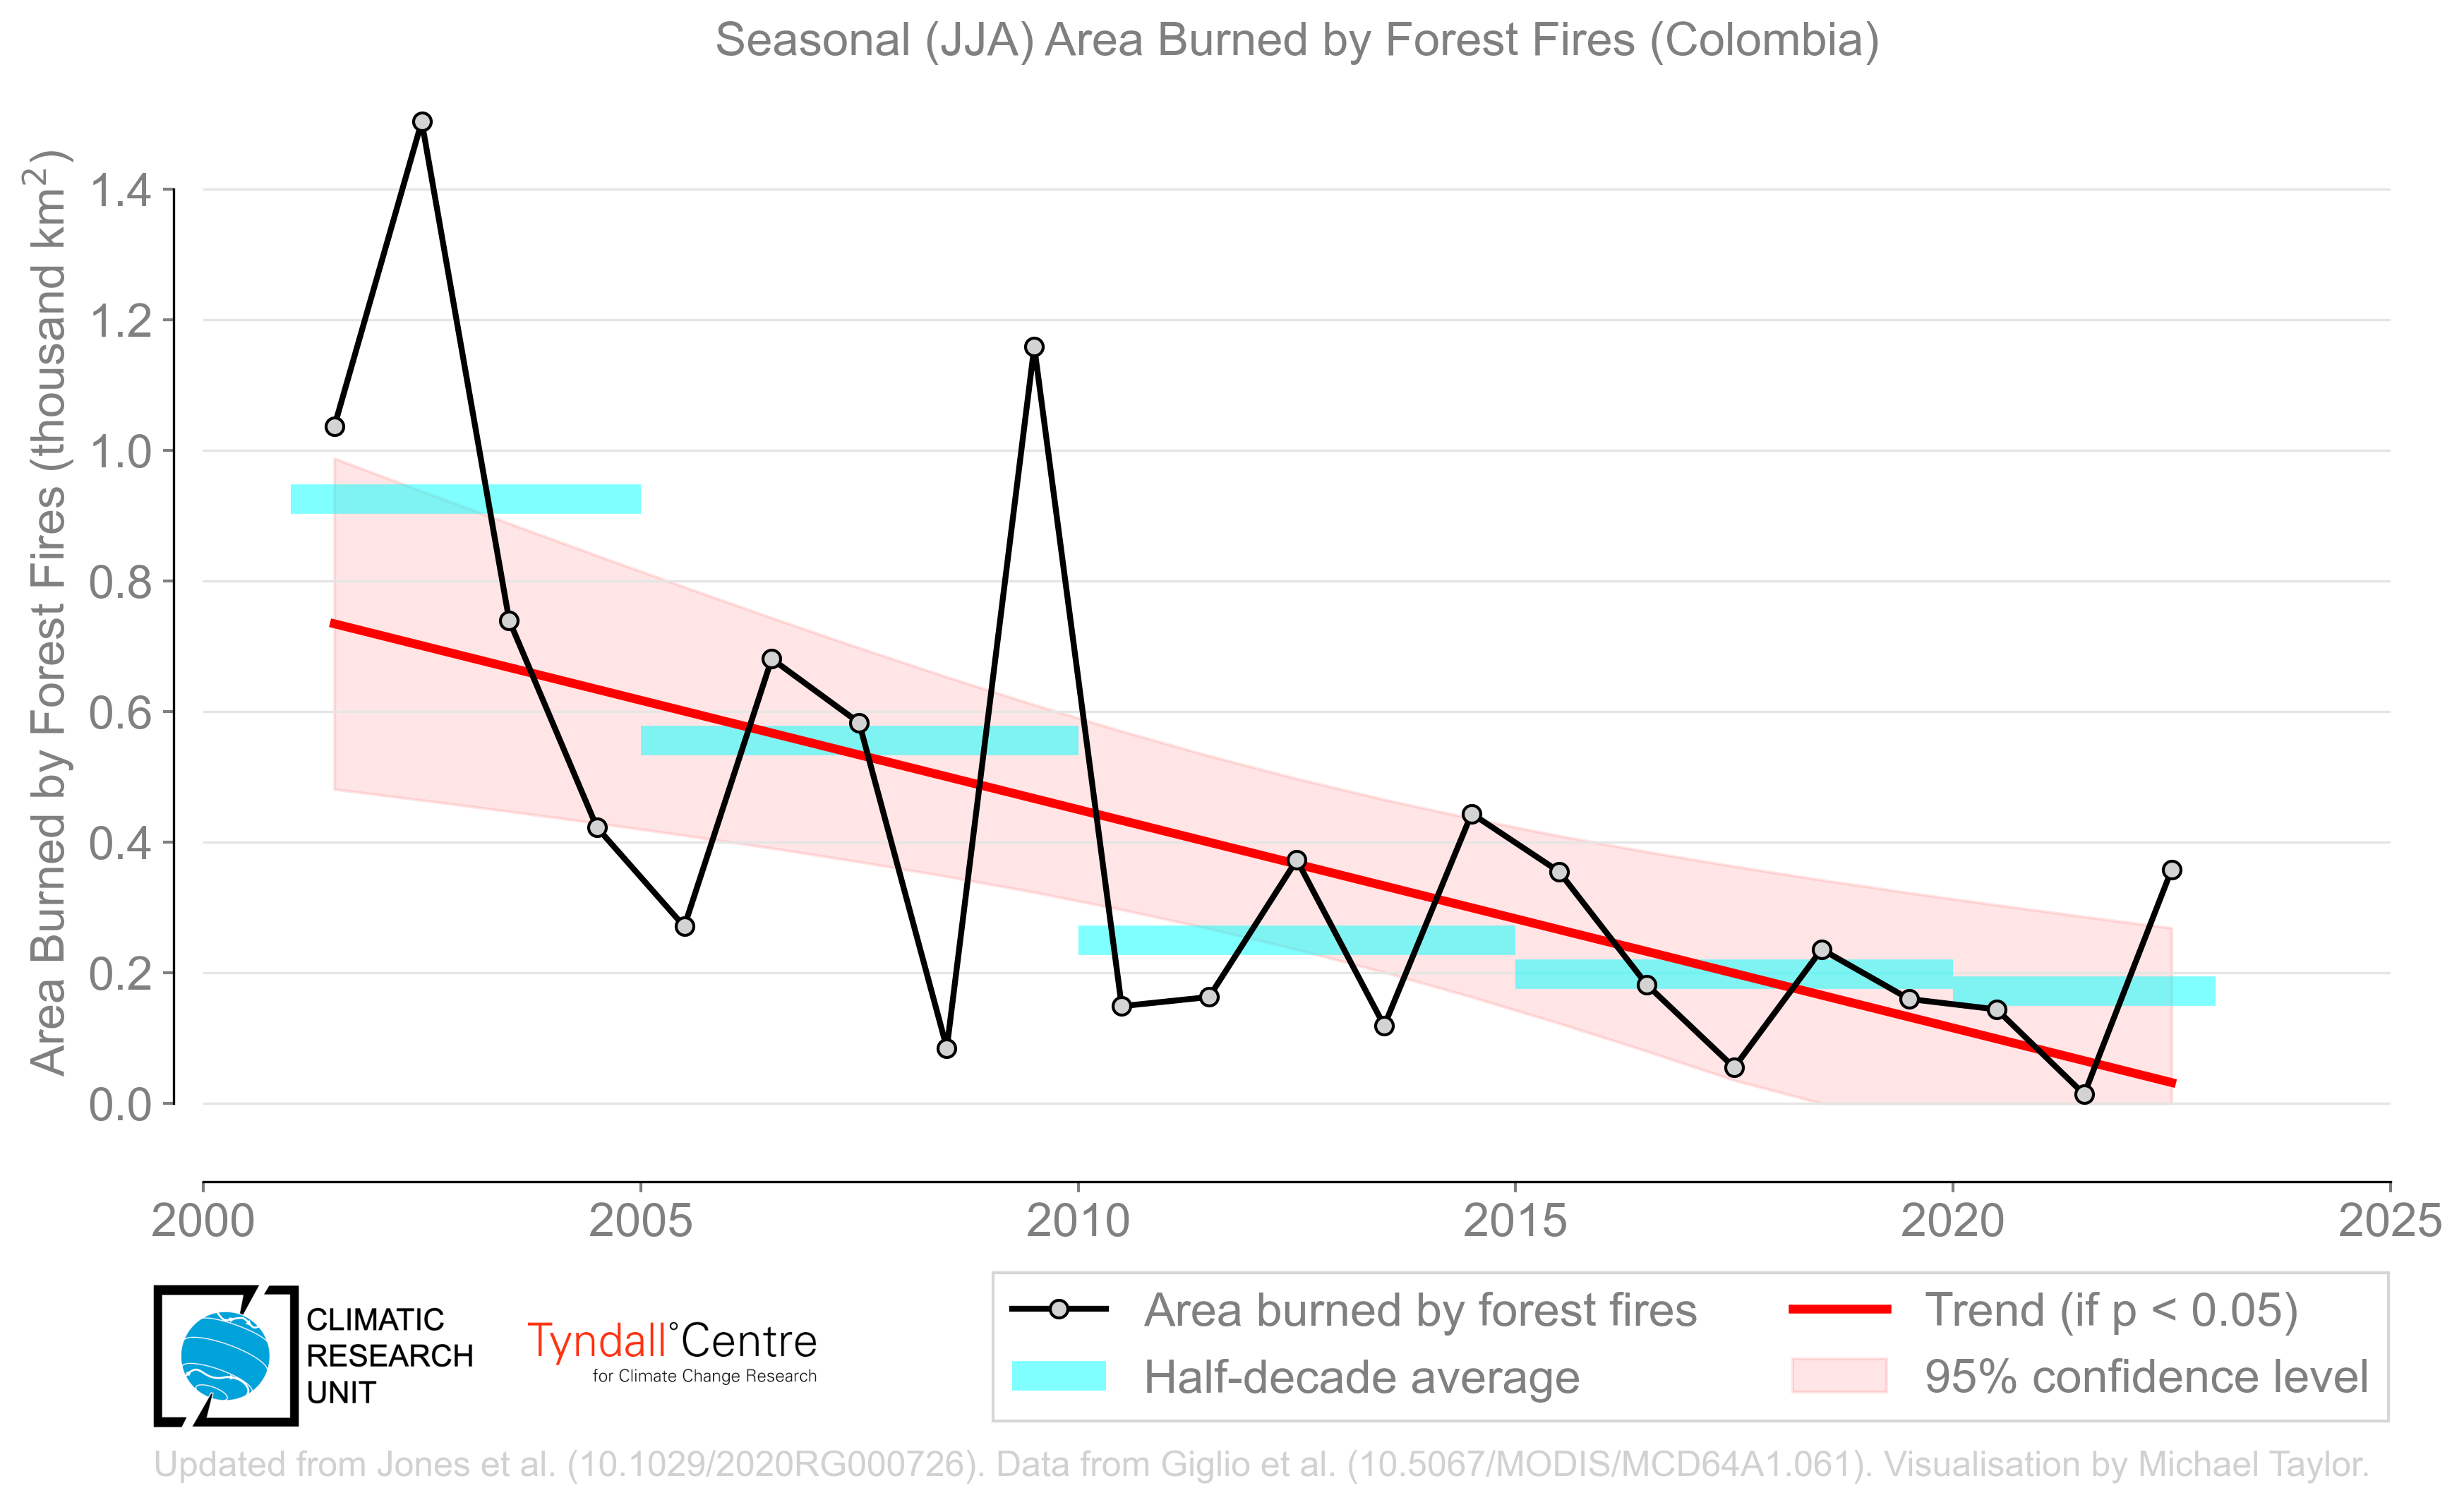 Seasonal (JJA) Area Burned by Forest Fires (Colombia)
Area Burned by Forest Fires (thousand km²)
1.4
1.2
1.0
0.8
0.6
0.4
0.2
0.0
2000 2005 2010 2015 2020 2025
CLIMATIC
RESEARCH
UNIT
Tyndall°Centre
for Climate Change Research
Area burned by forest fires
Half-decade average
Trend (if p < 0.05)
95% confidence level
Updated from Jones et al. (10.1029/2020RG000726). Data from Giglio et al. (10.5067/MODIS/MCD64A1.061). Visualisation by Michael Taylor.